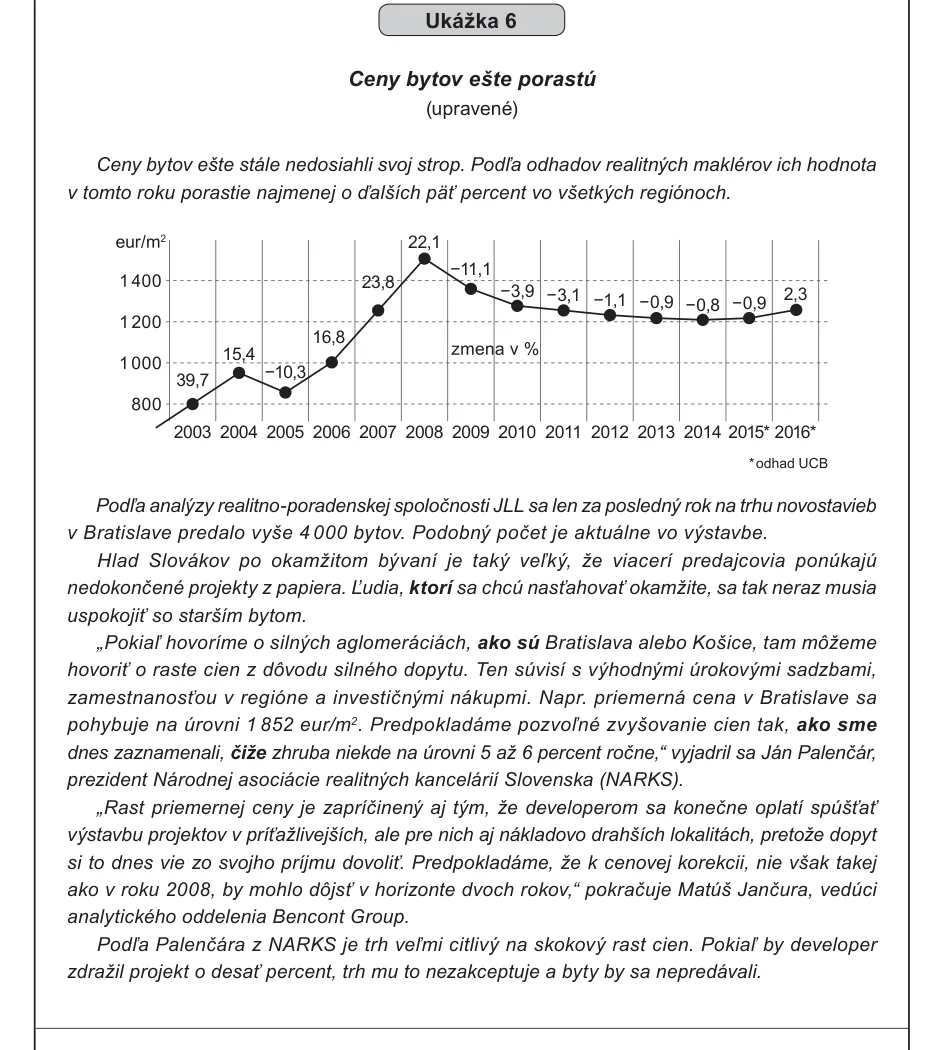 Ukážka 6
Ceny bytov ešte porastú
(upravené)
Ceny bytov ešte stále nedosiahli svoj strop. Podľa odhadov realitných maklérov ich hodnota
v tomto roku porastie najmenej o ďalších päť percent vo všetkých regiónoch.
eur/m²
1 400
1 200
1 000
800
39,7
15,4
−10,3
16,8
23,8
22,1
−11,1
−3,9
−3,1
−1,1
−0,9
−0,8
−0,9
2,3
zmena v %
2003 2004 2005 2006 2007 2008 2009 2010 2011 2012 2013 2014 2015* 2016*
* odhad UCB
Podľa analýzy realitno-poradenskej spoločnosti JLL sa len za posledný rok na trhu novostavieb
v Bratislave predalo vyše 4 000 bytov. Podobný počet je aktuálne vo výstavbe.
Hlad Slovákov po okamžitom bývaní je taký veľký, že viacerí predajcovia ponúkajú
nedokončené projekty z papiera. Ľudia, ktorí sa chcú nasťahovať okamžite, sa tak neraz musia
uspokojiť so starším bytom.
„Pokiaľ hovoríme o silných aglomeráciách, ako sú Bratislava alebo Košice, tam môžeme
hovoriť o raste cien z dôvodu silného dopytu. Ten súvisí s výhodnými úrokovými sadzbami,
zamestnanosťou v regióne a investičnými nákupmi. Napr. priemerná cena v Bratislave sa
pohybuje na úrovni 1 852 eur/m². Predpokladáme pozvoľné zvyšovanie cien tak, ako sme
dnes zaznamenali, čiže zhruba niekde na úrovni 5 až 6 percent ročne,“ vyjadril sa Ján Palenčár,
prezident Národnej asociácie realitných kancelárií Slovenska (NARKS).
„Rast priemernej ceny je zapríčinený aj tým, že developerom sa konečne oplatí spúšťať
výstavbu projektov v príťažlivejších, ale pre nich aj nákladovo drahších lokalitách, pretože dopyt
si to dnes vie zo svojho príjmu dovoliť. Predpokladáme, že k cenovej korekcii, nie však takej
ako v roku 2008, by mohlo dôjsť v horizonte dvoch rokov,“ pokračuje Matúš Jančura, vedúci
analytického oddelenia Bencont Group.
Podľa Palenčára z NARKS je trh veľmi citlivý na skokový rast cien. Pokiaľ by developer
zdražil projekt o desať percent, trh mu to nezakceptuje a byty by sa nepredávali.